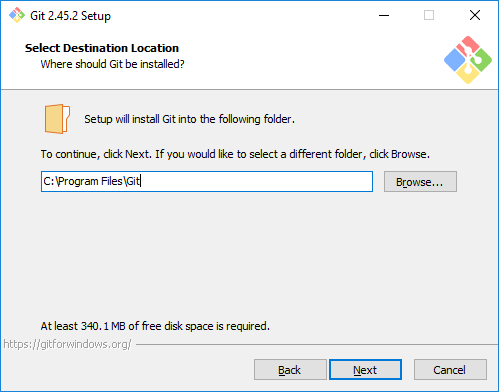 Git 2.45.2 Setup
Select Destination Location
Where should Git be installed?
Setup will install Git into the following folder.
To continue, click Next. If you would like to select a different folder, click Browse.
C:\Program Files\Git
Browse...
At least 340.1 MB of free disk space is required.
https://gitforwindows.org/
Back
Next
Cancel